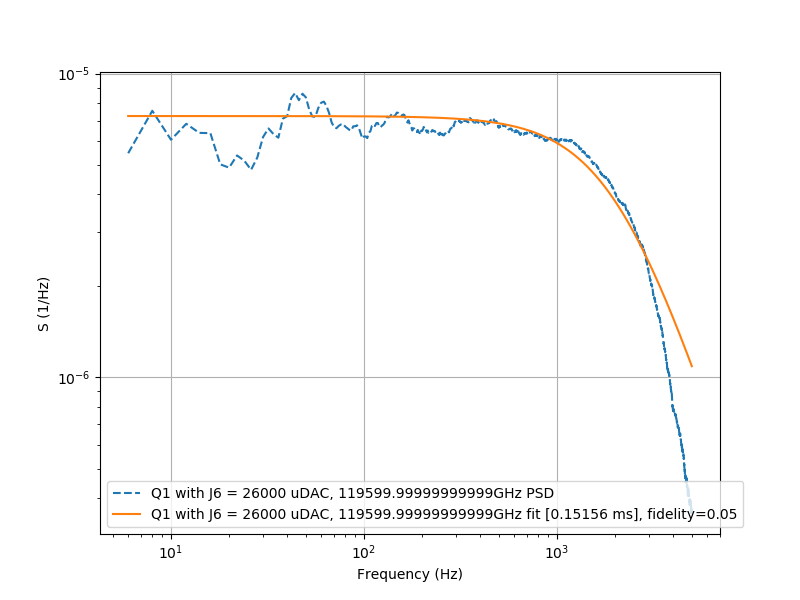 10⁻⁵
10⁻⁶
S (1/Hz)
Q1 with J6 = 26000 uDAC, 119599.99999999999GHz PSD
Q1 with J6 = 26000 uDAC, 119599.99999999999GHz fit [0.15156 ms], fidelity=0.05
10¹ 10² 10³
Frequency (Hz)